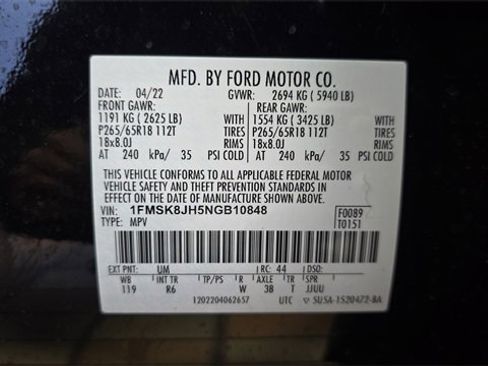 MFD. BY FORD MOTOR CO.
DATE: 04/22 GVWR: 2694 KG ( 5940 LB)
FRONT GAWR: REAR GAWR:
1191 KG ( 2625 LB) 1554 KG ( 3425 LB)
P265/65R18 112T TIRES P265/65R18 112T TIRES
18x8.0J RIMS 18x8.0J RIMS
AT 240 kPa/ 35 PSI COLD AT 240 kPa/ 35 PSI COLD
THIS VEHICLE CONFORMS TO ALL APPLICABLE FEDERAL MOTOR
VEHICLE SAFETY AND THEFT PREVENTION STANDARDS IN
EFFECT ON THE DATE OF MANUFACTURE SHOWN ABOVE.
VIN: 1FMSK8JH5NGB10848 F0089
TYPE: MPV T0151
EXT PNT: UM RC: 44 DSO:
WB INT TR TP/PS R AXLE TR SPR
119 R6 W 38 T JJUU
1202204062657 UTC ▽ SU5A-1520472-BA